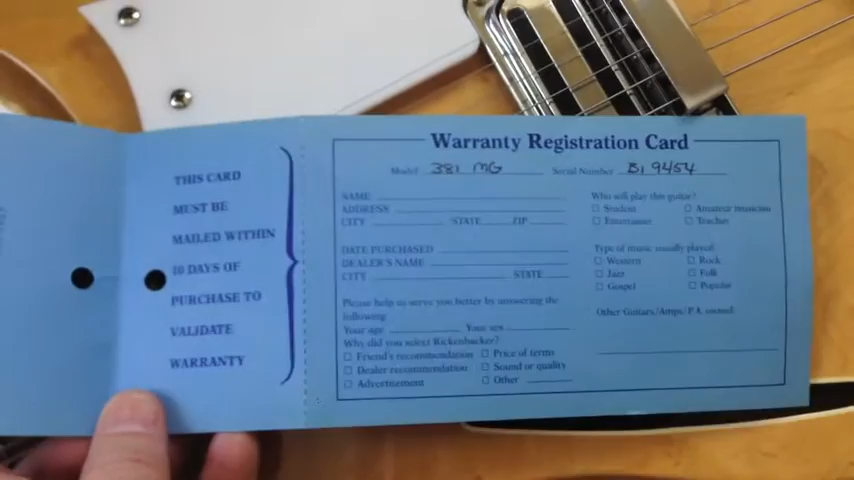 THIS CARD
MUST BE
MAILED WITHIN
10 DAYS OF
PURCHASE TO
VALIDATE
WARRANTY
Warranty Registration Card
Model 381 MG Serial Number B1 9454
NAME
ADDRESS
CITY STATE ZIP
DATE PURCHASED
DEALER'S NAME
CITY STATE
Please help us serve you better by answering the
following:
Your age Your sex
Why did you select Rickenbacker?
Friend's recommendation Price of terms
Dealer recommendation Sound or quality
Advertisement Other
Who will play this guitar?
Student Amateur musician
Entertainer Teacher
Type of music usually played:
Western Rock
Jazz Folk
Gospel Popular
Other Guitars/Amps/P.A. owned: